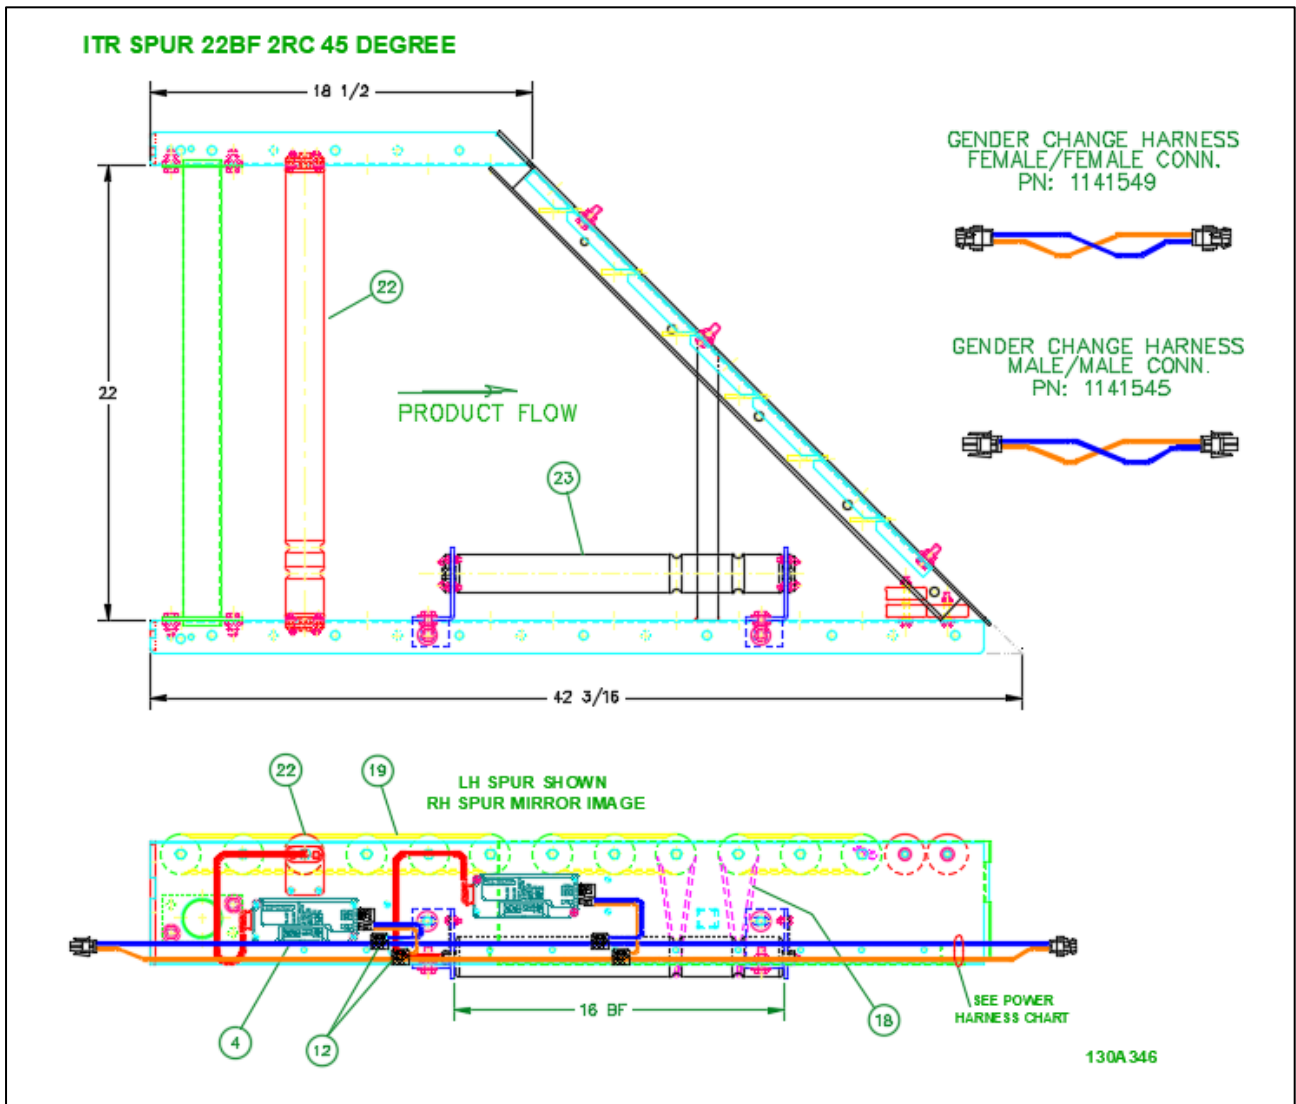 ITR SPUR 22BF 2RC 45 DEGREE
18 1/2
GENDER CHANGE HARNESS
FEMALE/FEMALE CONN.
PN: 1141549
22
22
GENDER CHANGE HARNESS
MALE/MALE CONN.
PN: 1141545
PRODUCT FLOW
23
42 3/16
22
19
LH SPUR SHOWN
RH SPUR MIRROR IMAGE
16 BF
18
SEE POWER
HARNESS CHART
4
12
130A346